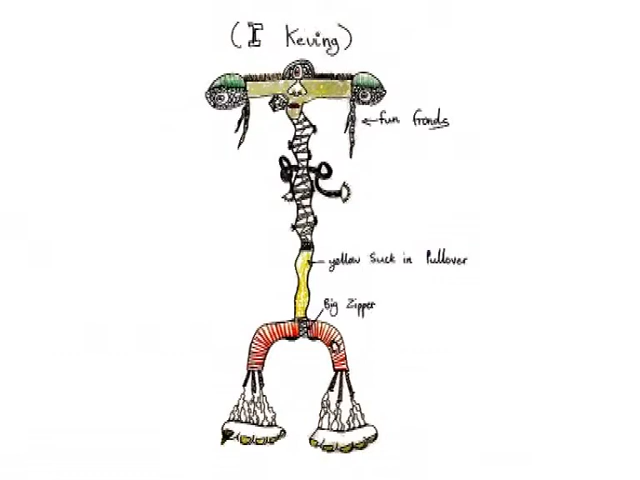 (I Keving)
fun fronds
yellow Suck in Pullover
Big Zipper